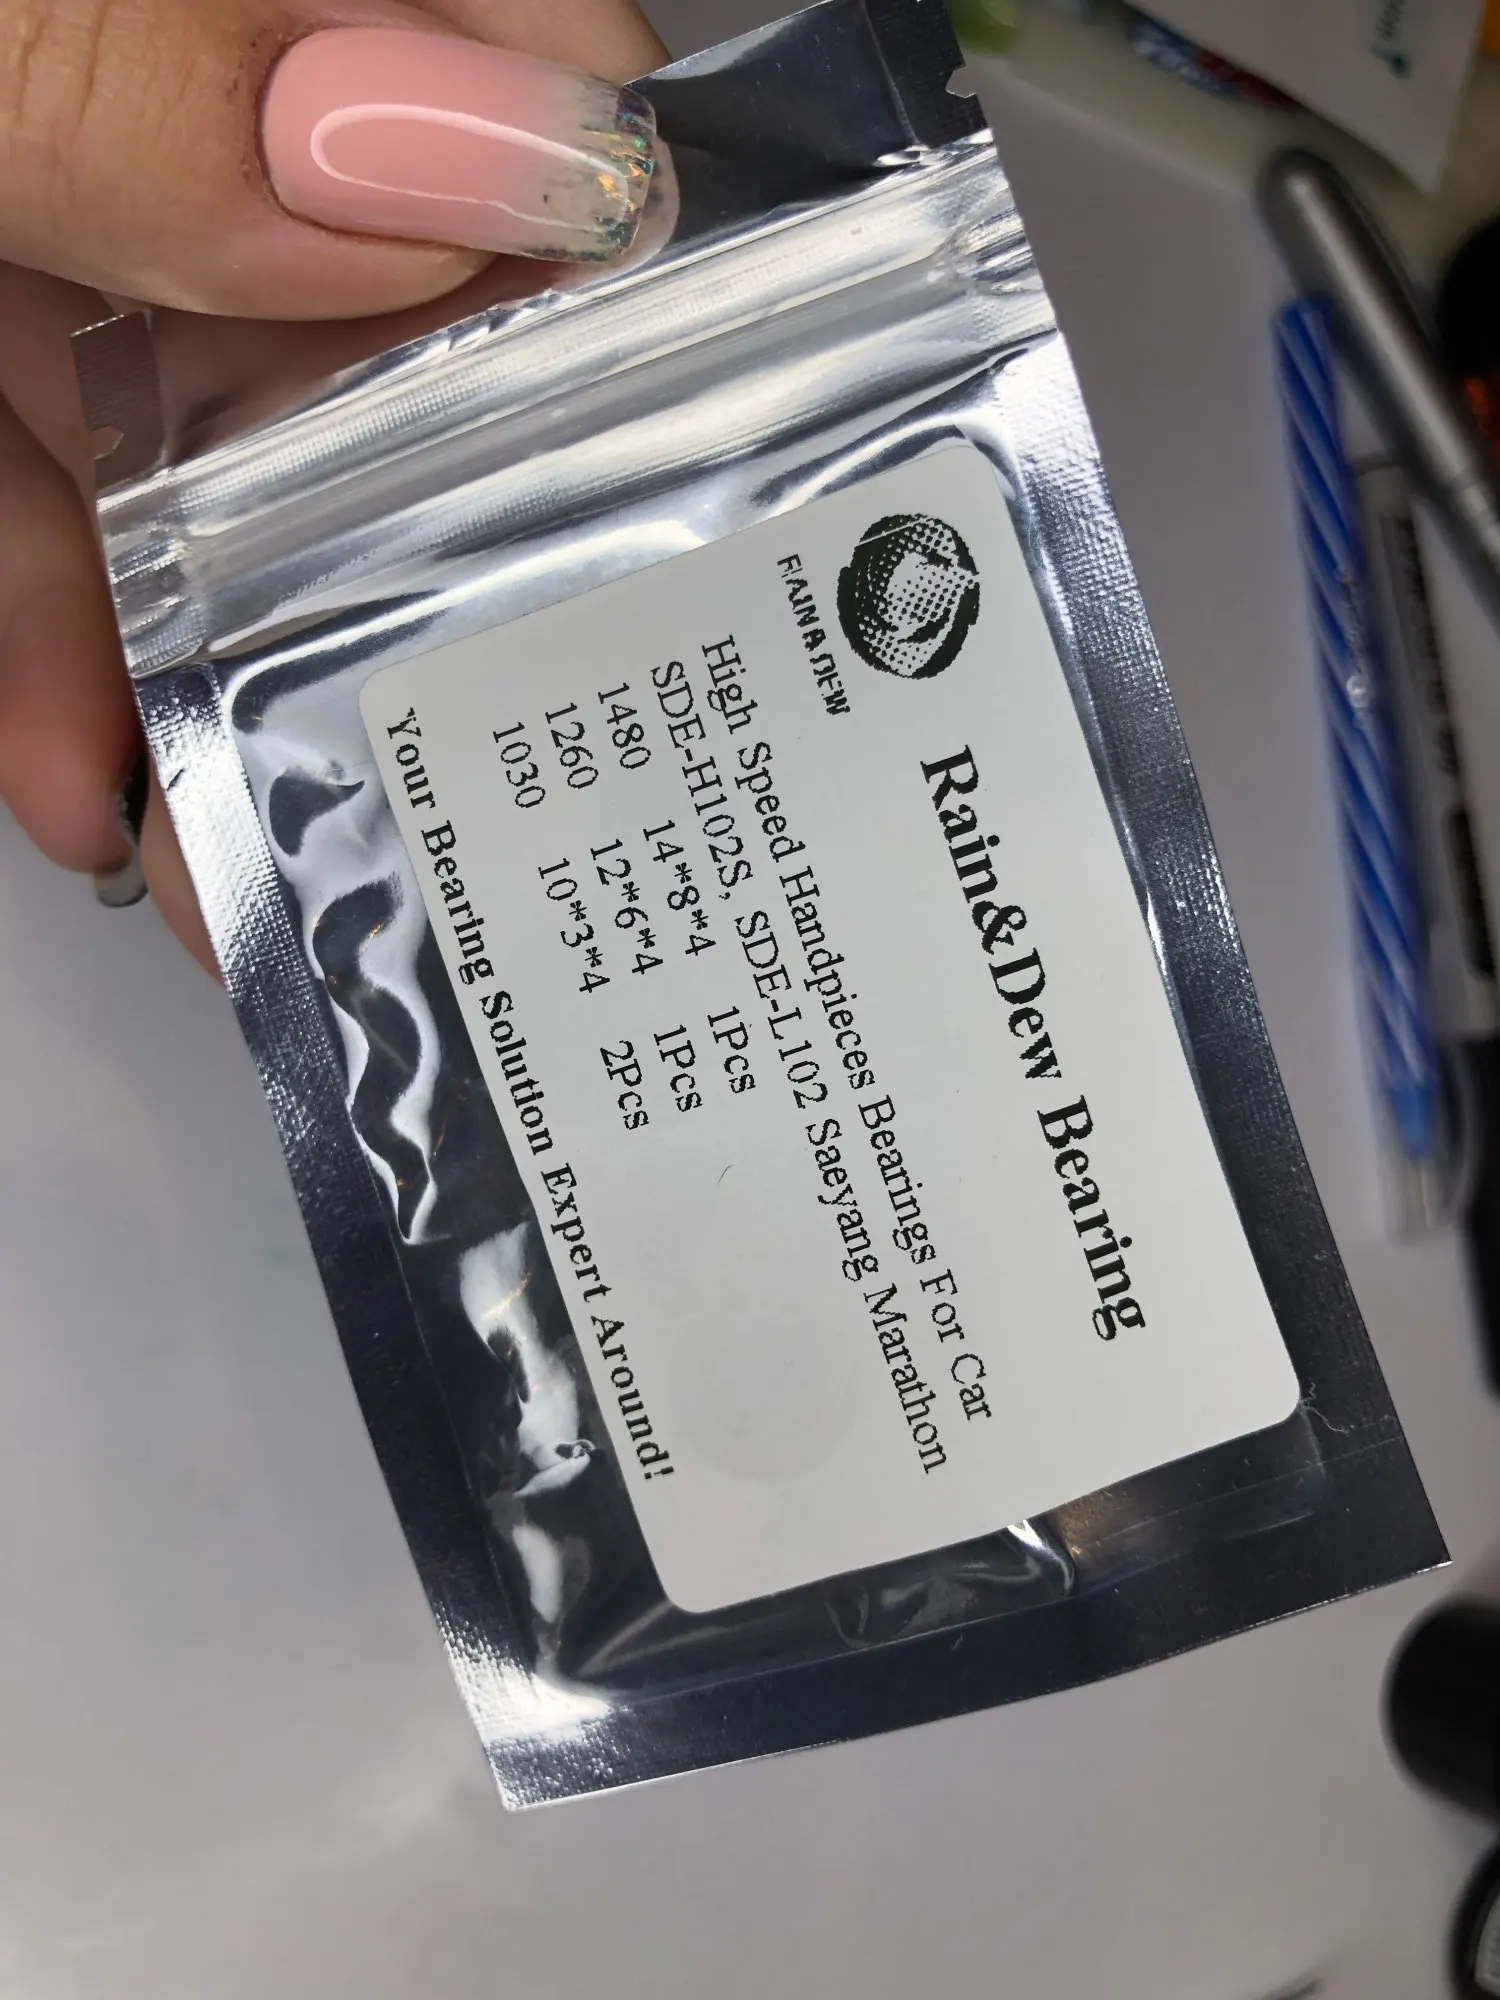 RAIN & DEW
Rain&Dew Bearing
High Speed Handpieces Bearings For Car
SDE-H102S, SDE-L102 Saeyang Marathon
1480 14*8*4 1Pcs
1260 12*6*4 1Pcs
1030 10*3*4 2Pcs
Your Bearing Solution Expert Around!